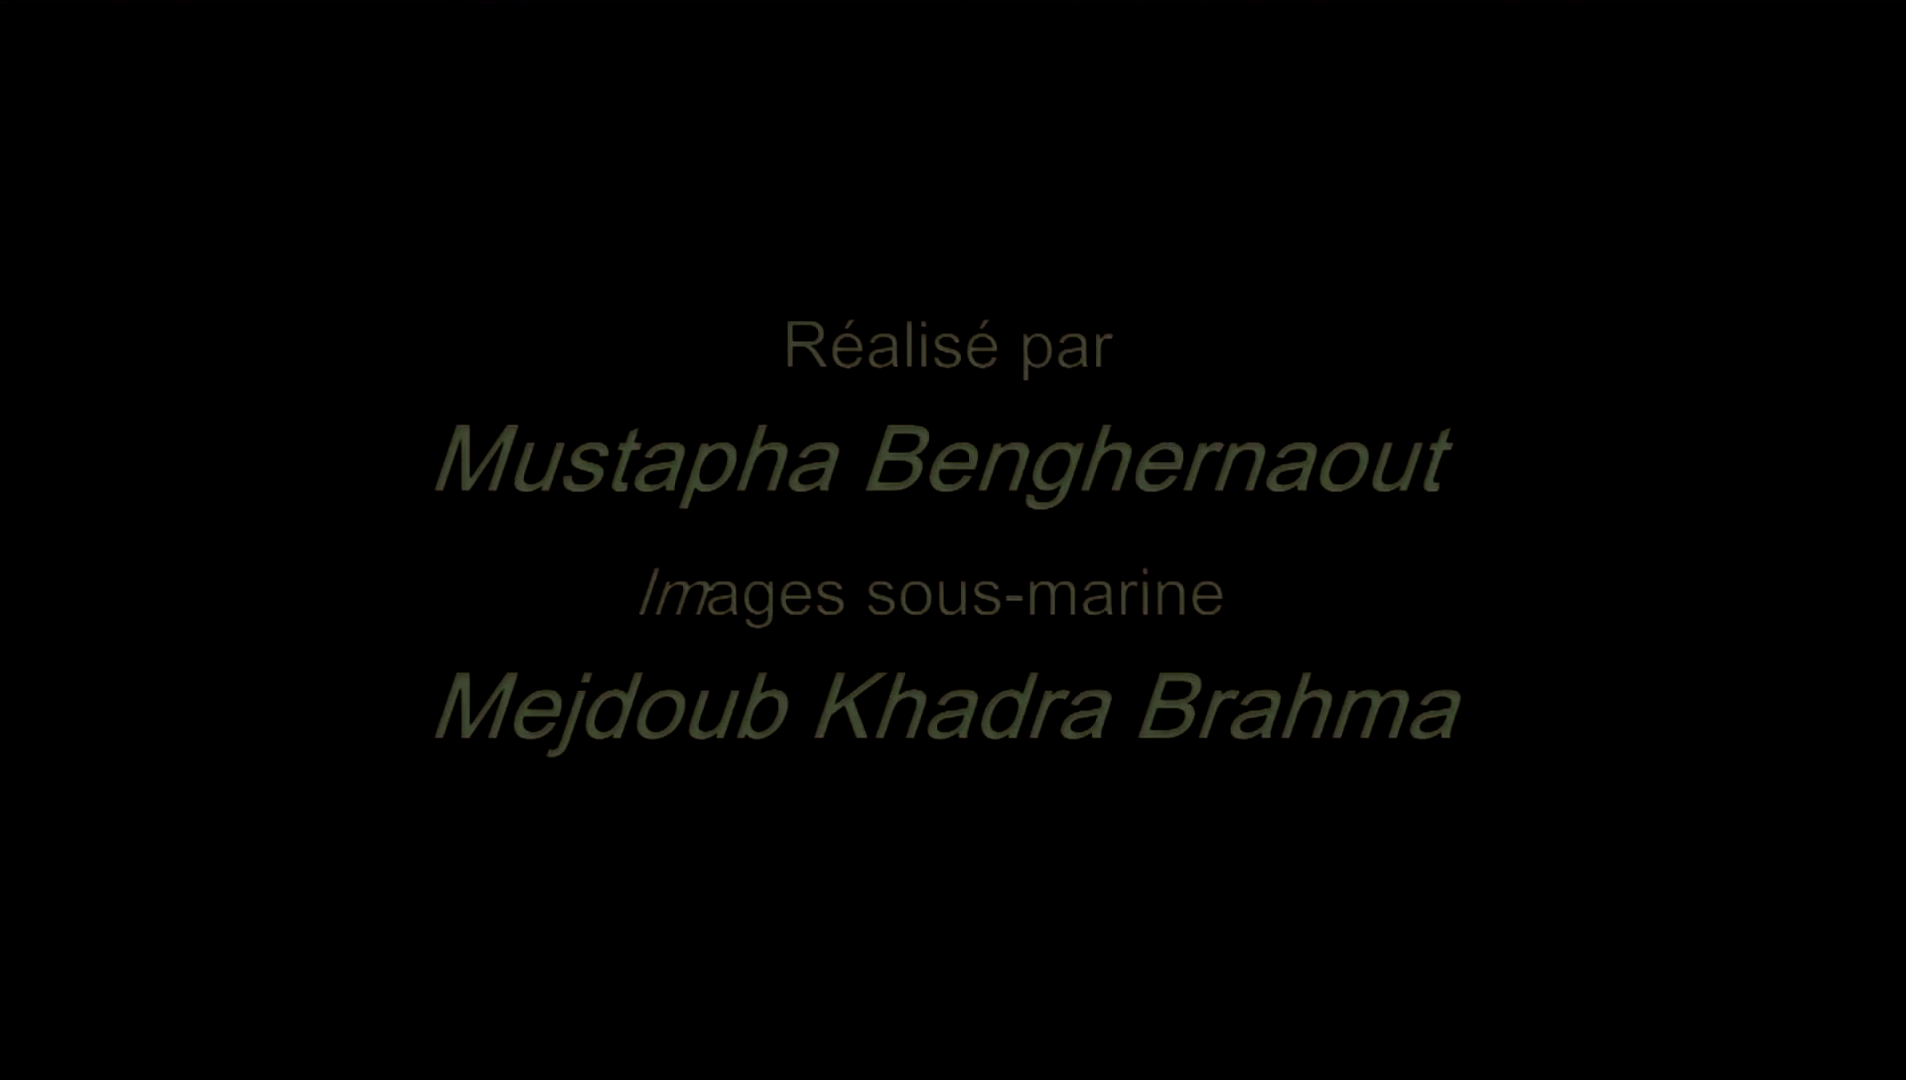 Réalisé par
Mustapha Benghernaout
Images sous-marine
Mejdoub Khadra Brahma